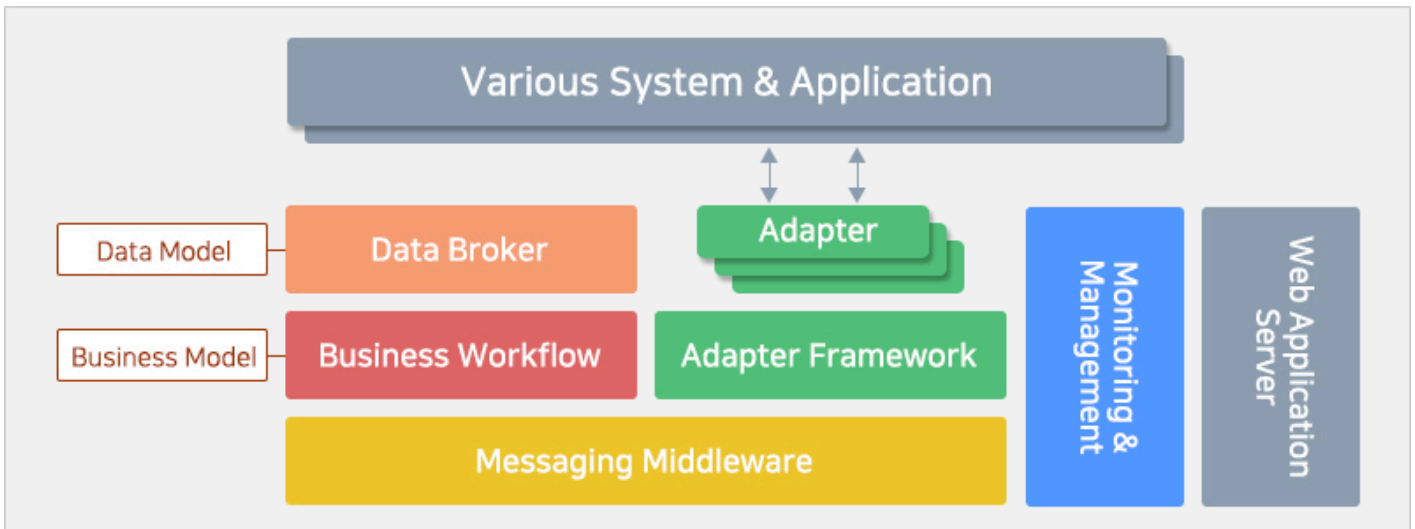 Various System & Application
Data Model
Data Broker
Adapter
Business Model
Business Workflow
Adapter Framework
Messaging Middleware
Monitoring &
Management
Web Application
Server